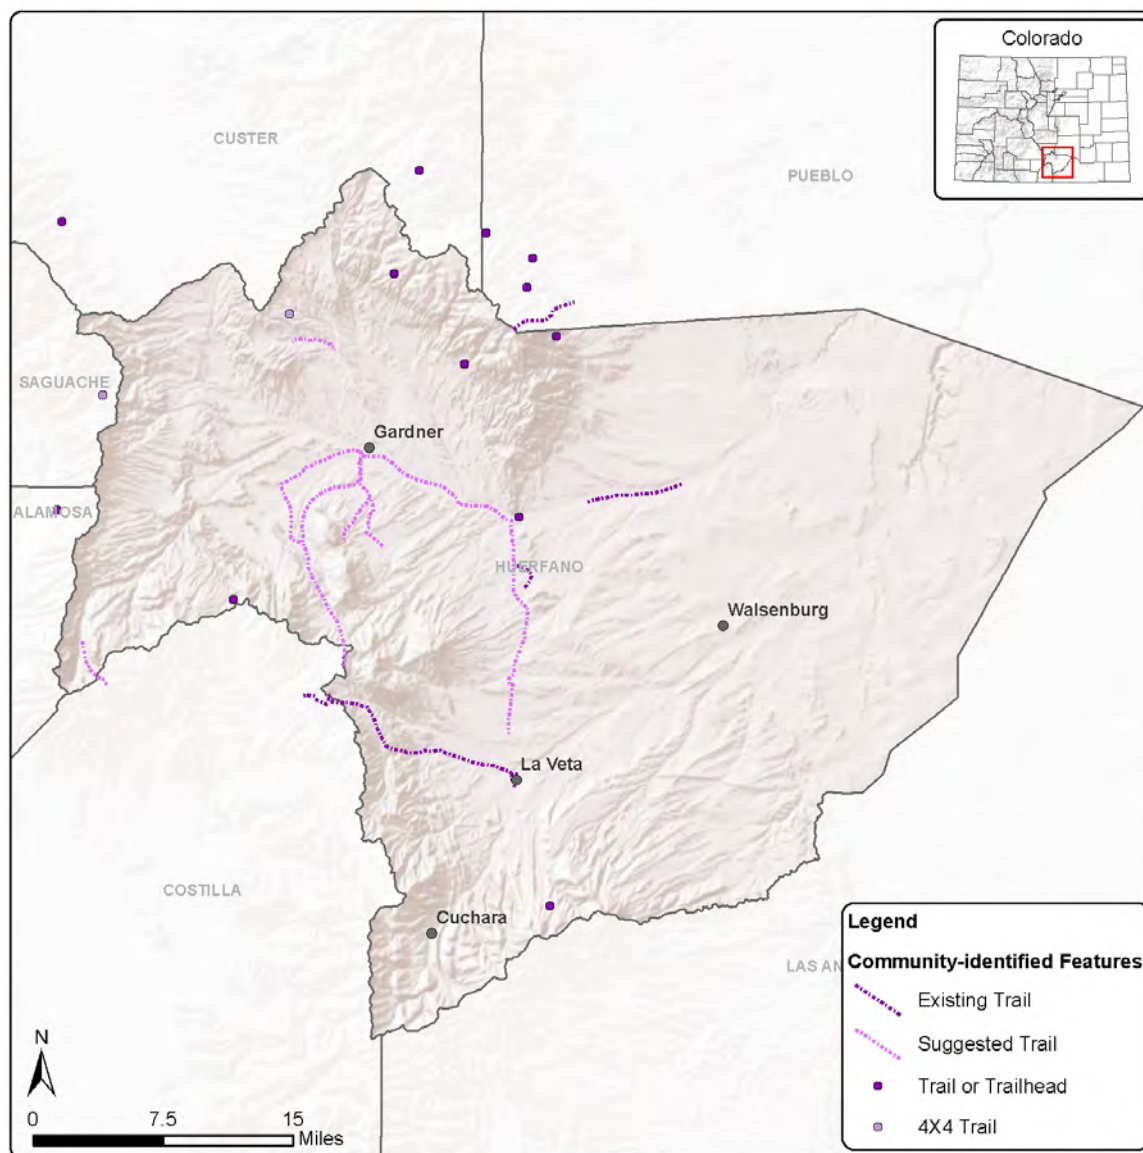 Colorado
CUSTER
PUEBLO
SAGUACHE
Gardner
ALAMOSA
HUERFANO
Walsenburg
La Veta
COSTILLA
Cuchara
LAS AN
Legend
Community-identified Features
Existing Trail
Suggested Trail
Trail or Trailhead
4X4 Trail
N
0 7.5 15
Miles